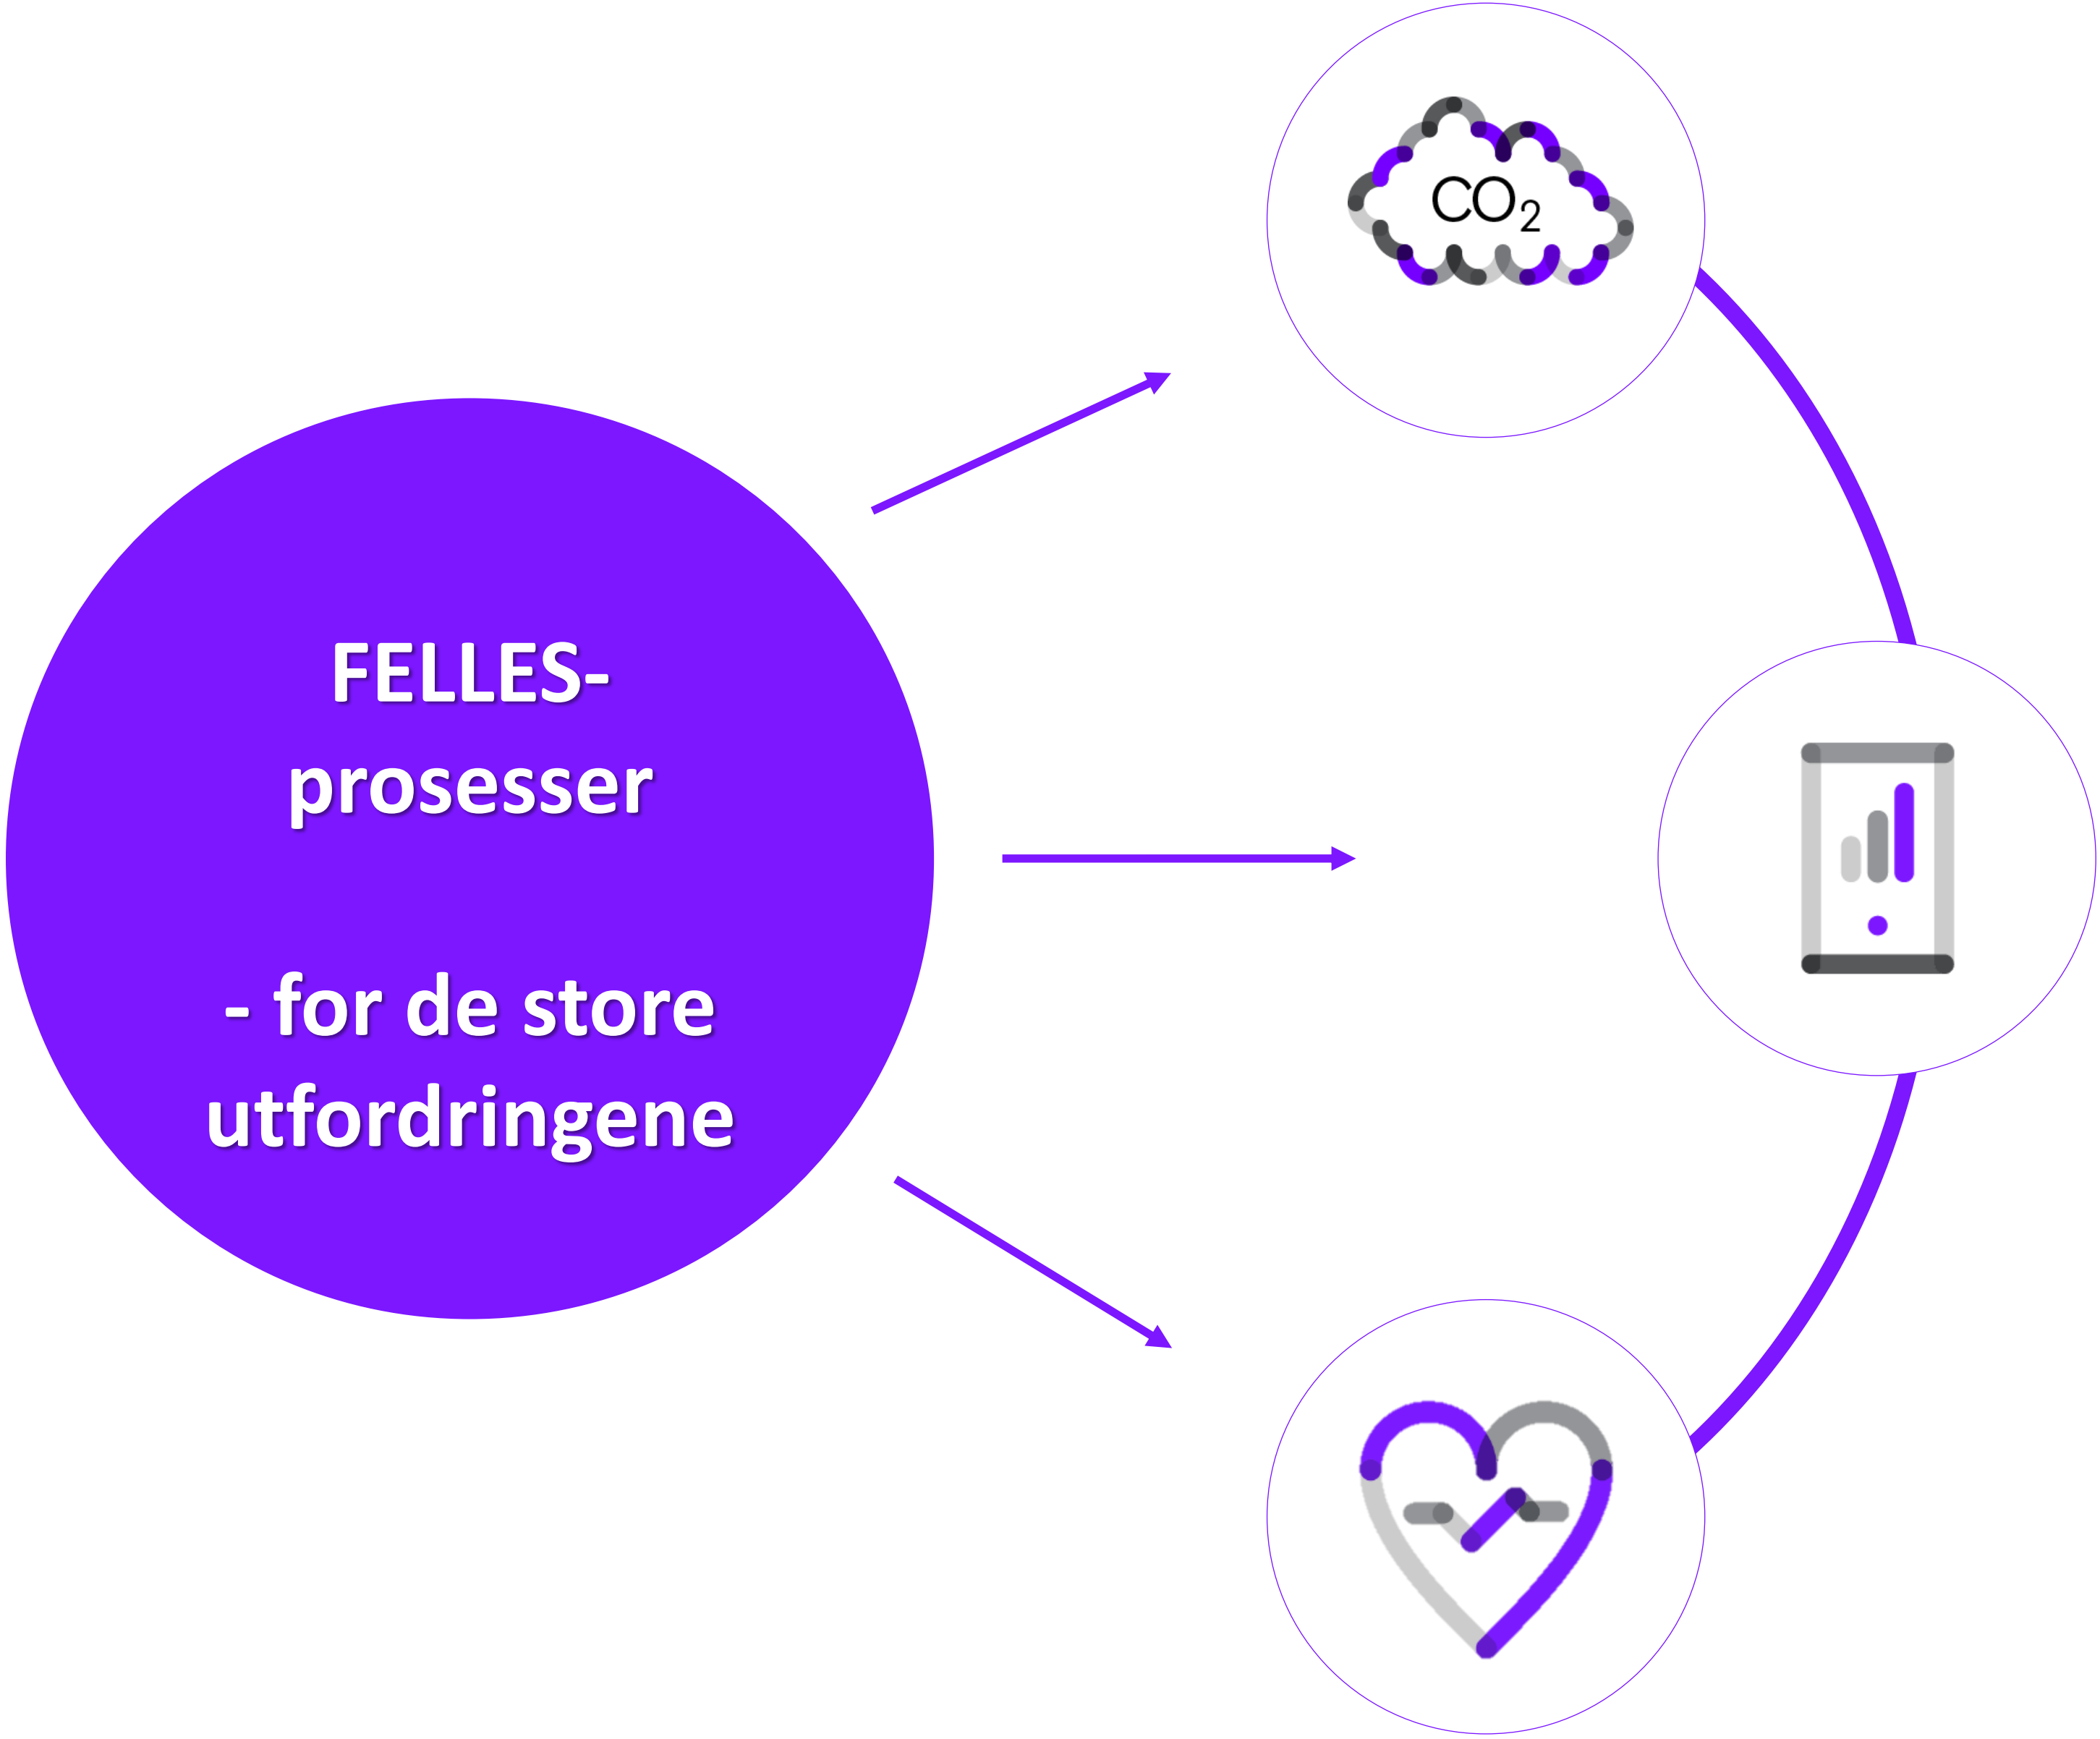 FELLES-
prosesser
- for de store
utfordringene
CO₂